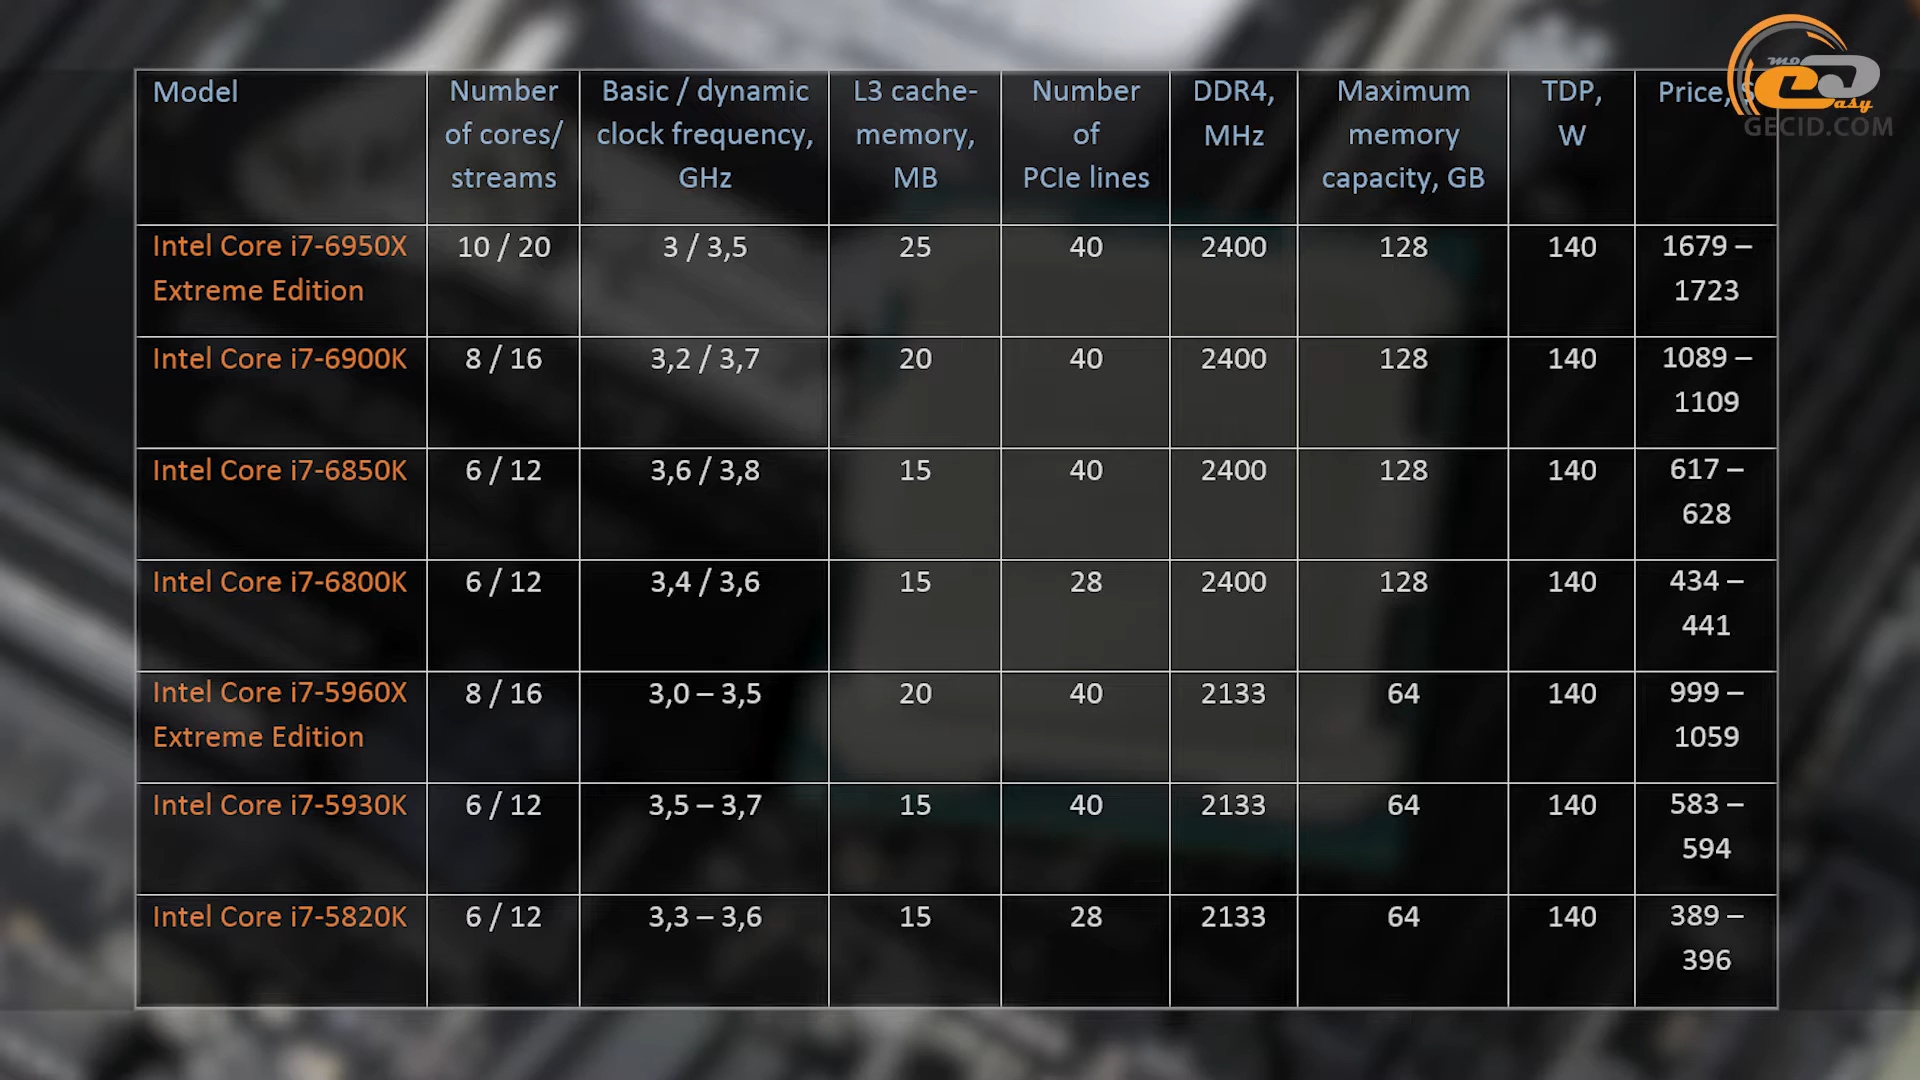 Model
Number
of cores/
streams
Basic / dynamic
clock frequency,
GHz
L3 cache-
memory,
MB
Number
of
PCIe lines
DDR4,
MHz
Maximum
memory
capacity, GB
TDP,
W
Price, $
mo
easy
GECID.COM
Intel Core i7-6950X
Extreme Edition
10 / 20
3 / 3,5
25
40
2400
128
140
1679 –
1723
Intel Core i7-6900K
8 / 16
3,2 / 3,7
20
40
2400
128
140
1089 –
1109
Intel Core i7-6850K
6 / 12
3,6 / 3,8
15
40
2400
128
140
617 –
628
Intel Core i7-6800K
6 / 12
3,4 / 3,6
15
28
2400
128
140
434 –
441
Intel Core i7-5960X
Extreme Edition
8 / 16
3,0 – 3,5
20
40
2133
64
140
999 –
1059
Intel Core i7-5930K
6 / 12
3,5 – 3,7
15
40
2133
64
140
583 –
594
Intel Core i7-5820K
6 / 12
3,3 – 3,6
15
28
2133
64
140
389 –
396